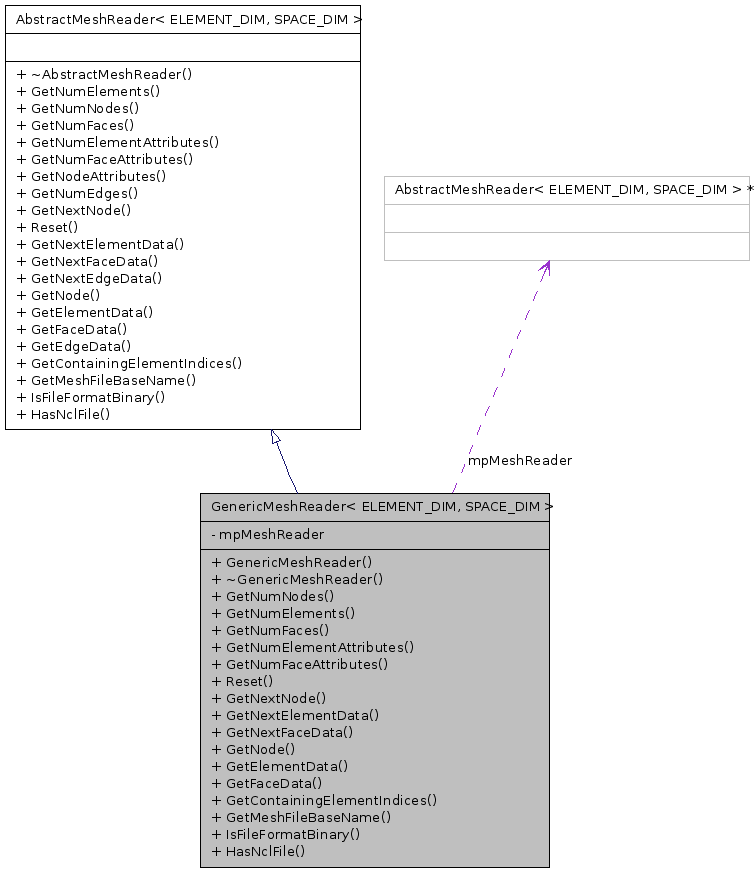 AbstractMeshReader< ELEMENT_DIM, SPACE_DIM >
+ ~AbstractMeshReader()
+ GetNumElements()
+ GetNumNodes()
+ GetNumFaces()
+ GetNumElementAttributes()
+ GetNumFaceAttributes()
+ GetNodeAttributes()
+ GetNumEdges()
+ GetNextNode()
+ Reset()
+ GetNextElementData()
+ GetNextFaceData()
+ GetNextEdgeData()
+ GetNode()
+ GetElementData()
+ GetFaceData()
+ GetEdgeData()
+ GetContainingElementIndices()
+ GetMeshFileBaseName()
+ IsFileFormatBinary()
+ HasNclFile()
AbstractMeshReader< ELEMENT_DIM, SPACE_DIM > *
mpMeshReader
GenericMeshReader< ELEMENT_DIM, SPACE_DIM >
- mpMeshReader
+ GenericMeshReader()
+ ~GenericMeshReader()
+ GetNumNodes()
+ GetNumElements()
+ GetNumFaces()
+ GetNumElementAttributes()
+ GetNumFaceAttributes()
+ Reset()
+ GetNextNode()
+ GetNextElementData()
+ GetNextFaceData()
+ GetNode()
+ GetElementData()
+ GetFaceData()
+ GetContainingElementIndices()
+ GetMeshFileBaseName()
+ IsFileFormatBinary()
+ HasNclFile()